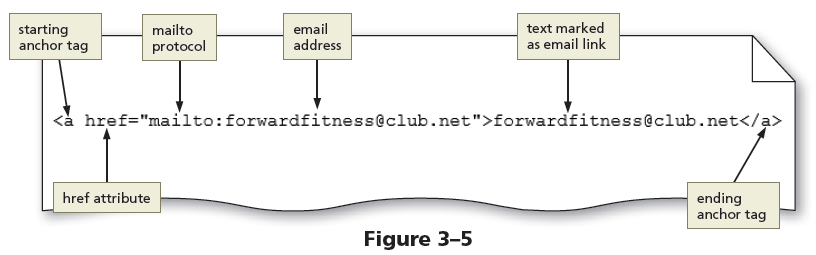 starting
anchor tag
mailto
protocol
email
address
text marked
as email link
<a href="mailto:forwardfitness@club.net">forwardfitness@club.net</a>
href attribute
ending
anchor tag
Figure 3–5